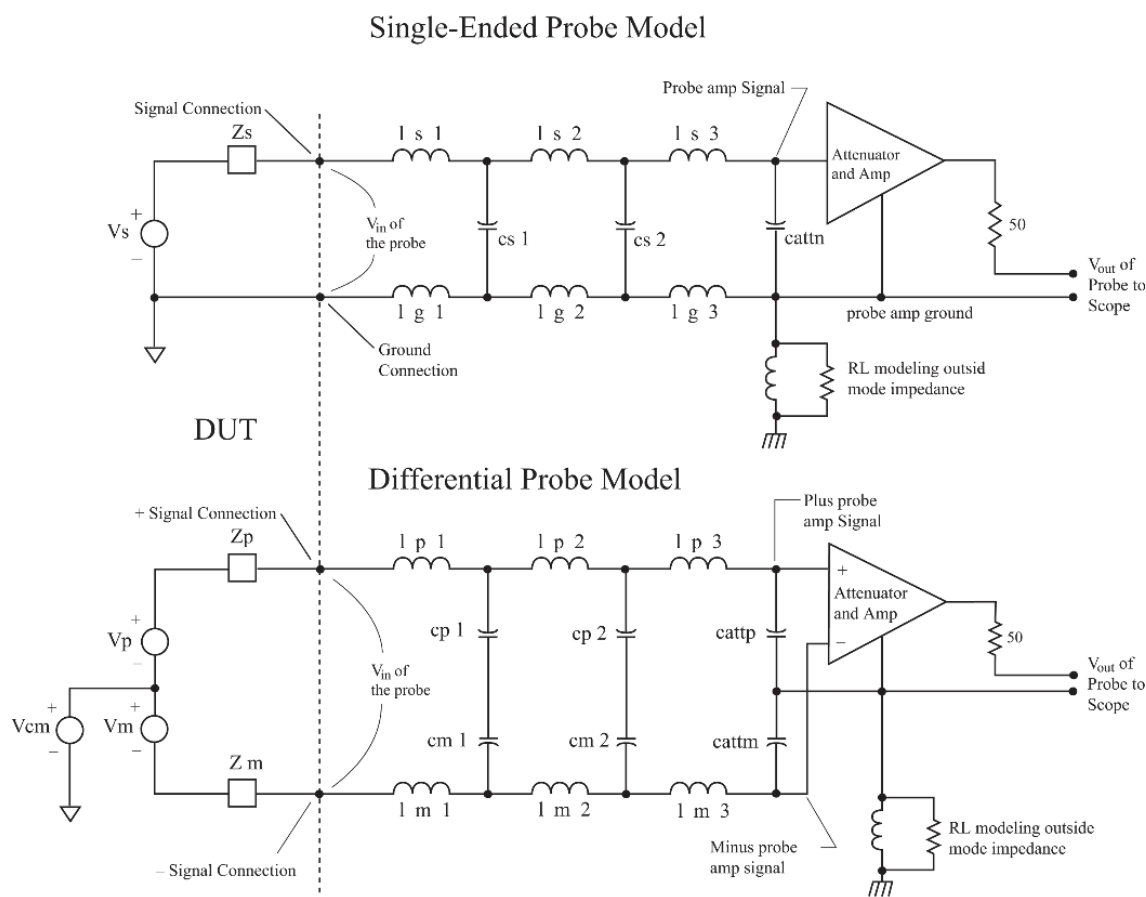 Single-Ended Probe Model
Signal Connection
Probe amp Signal
Zs
l s 1
l s 2
l s 3
Attenuator
and Amp
+
Vs
–
Vin of
the probe
cs 1
cs 2
cattn
50
Vout of
Probe to
Scope
l g 1
l g 2
l g 3
probe amp ground
Ground
Connection
RL modeling outsid
mode impedance
DUT
Differential Probe Model
+ Signal Connection
Plus probe
amp Signal
Zp
l p 1
l p 2
l p 3
+
Attenuator
and Amp
–
+
Vp
–
cp 1
cp 2
cattp
50
Vin of
the probe
Vout of
Probe to
Scope
+
Vcm
–
+
Vm
–
cm 1
cm 2
cattm
Z m
l m 1
l m 2
l m 3
Minus probe
amp signal
RL modeling outside
mode impedance
– Signal Connection